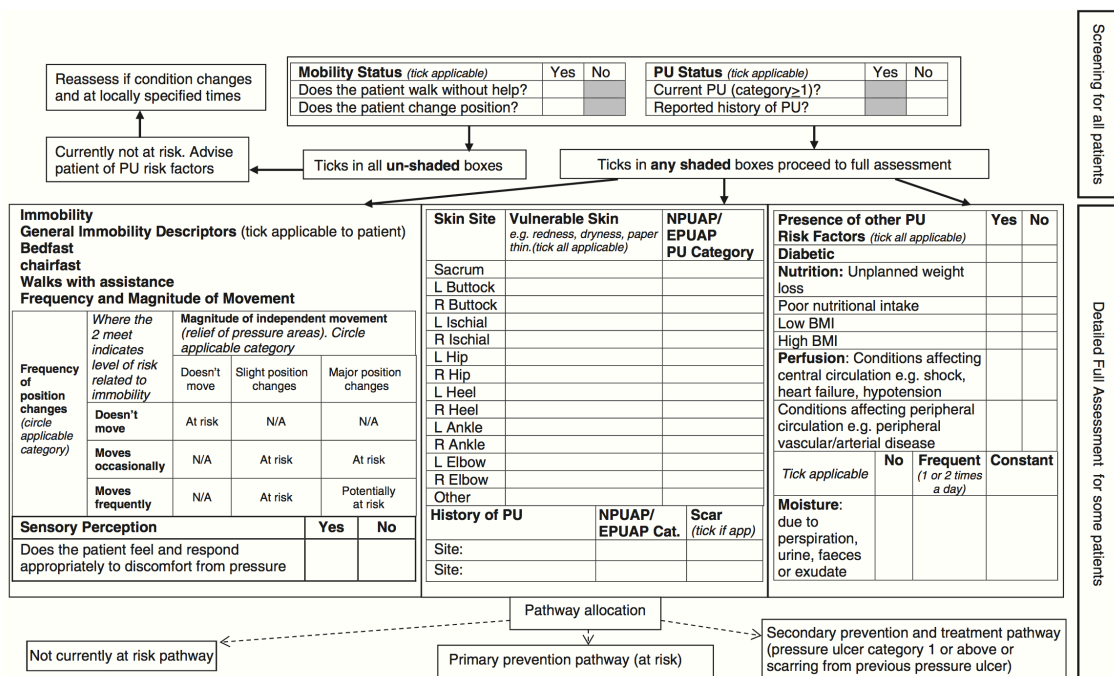 Screening for all patients
Mobility Status (tick applicable) Yes No
Does the patient walk without help?
Does the patient change position?
PU Status (tick applicable) Yes No
Current PU (category≥1)?
Reported history of PU?
Reassess if condition changes
and at locally specified times
Currently not at risk. Advise
patient of PU risk factors
Ticks in all un-shaded boxes
Ticks in any shaded boxes proceed to full assessment
Detailed Full Assessment for some patients
Immobility
General Immobility Descriptors (tick applicable to patient)
Bedfast
chairfast
Walks with assistance
Frequency and Magnitude of Movement
Frequency
of
position
changes
(circle
applicable
category)
Where the
2 meet
indicates
level of risk
related to
immobility
Magnitude of independent movement
(relief of pressure areas). Circle
applicable category
Doesn't
move
Slight position
changes
Major position
changes
Doesn't
move
At risk N/A N/A
Moves
occasionally
N/A At risk At risk
Moves
frequently
N/A At risk Potentially
at risk
Sensory Perception Yes No
Does the patient feel and respond
appropriately to discomfort from pressure
Skin Site
Vulnerable Skin
e.g. redness, dryness, paper
thin.(tick all applicable)
NPUAP/
EPUAP
PU Category
Sacrum
L Buttock
R Buttock
L Ischial
R Ischial
L Hip
R Hip
L Heel
R Heel
L Ankle
R Ankle
L Elbow
R Elbow
Other
History of PU
NPUAP/
EPUAP Cat.
Scar
(tick if app)
Site:
Site:
Presence of other PU
Risk Factors (tick all applicable)
Yes No
Diabetic
Nutrition: Unplanned weight
loss
Poor nutritional intake
Low BMI
High BMI
Perfusion: Conditions affecting
central circulation e.g. shock,
heart failure, hypotension
Conditions affecting peripheral
circulation e.g. peripheral
vascular/arterial disease
Tick applicable
No
Frequent
(1 or 2 times
a day)
Constant
Moisture:
due to
perspiration,
urine, faeces
or exudate
Pathway allocation
Not currently at risk pathway
Primary prevention pathway (at risk)
Secondary prevention and treatment pathway
(pressure ulcer category 1 or above or
scarring from previous pressure ulcer)